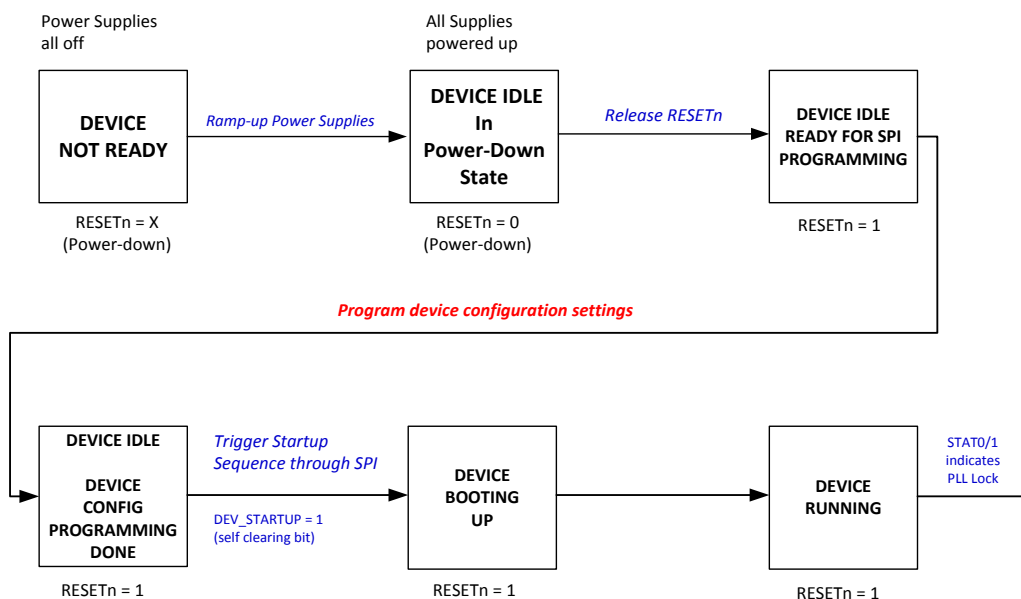 Power Supplies
all off
All Supplies
powered up
DEVICE
NOT READY
Ramp-up Power Supplies
DEVICE IDLE
In
Power-Down
State
Release RESETn
DEVICE IDLE
READY FOR SPI
PROGRAMMING
RESETn = X
(Power-down)
RESETn = 0
(Power-down)
RESETn = 1
Program device configuration settings
DEVICE IDLE
DEVICE
CONFIG
PROGRAMMING
DONE
Trigger Startup
Sequence through SPI
DEV_STARTUP = 1
(self clearing bit)
DEVICE
BOOTING
UP
DEVICE
RUNNING
STAT0/1
indicates
PLL Lock
RESETn = 1
RESETn = 1
RESETn = 1